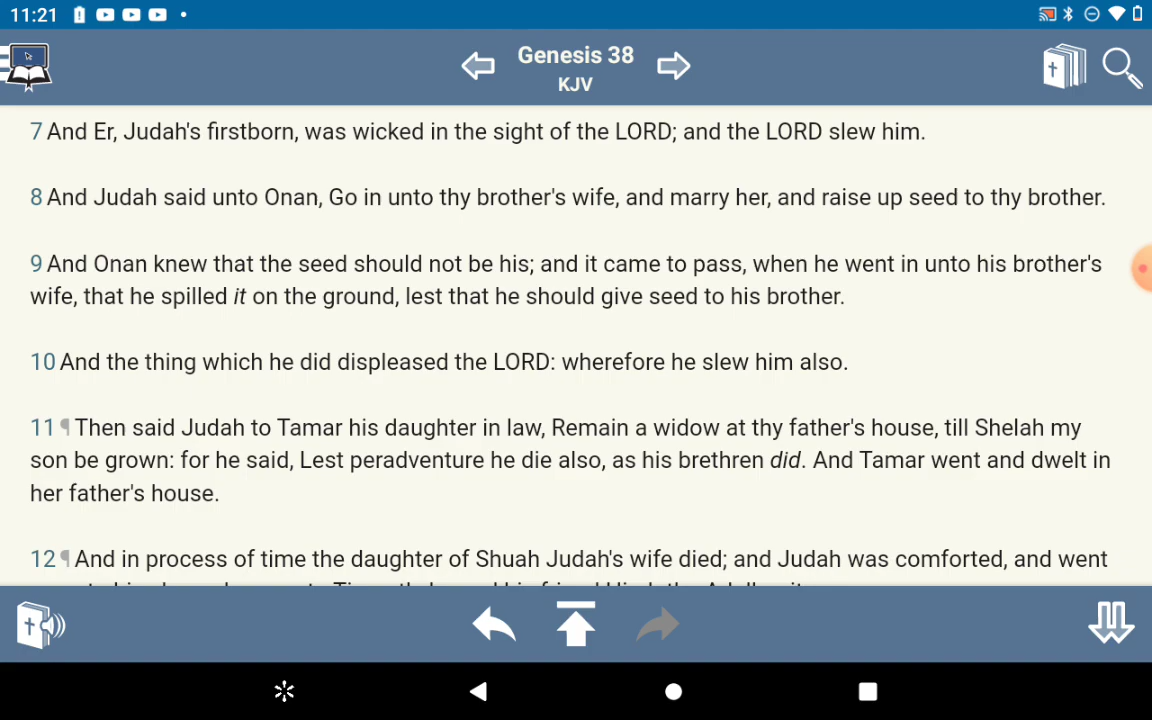 11:21
Genesis 38
KJV
7 And Er, Judah's firstborn, was wicked in the sight of the LORD; and the LORD slew him.
8 And Judah said unto Onan, Go in unto thy brother's wife, and marry her, and raise up seed to thy brother.
9 And Onan knew that the seed should not be his; and it came to pass, when he went in unto his brother's
wife, that he spilled it on the ground, lest that he should give seed to his brother.
10 And the thing which he did displeased the LORD: wherefore he slew him also.
11 ¶ Then said Judah to Tamar his daughter in law, Remain a widow at thy father's house, till Shelah my
son be grown: for he said, Lest peradventure he die also, as his brethren did. And Tamar went and dwelt in
her father's house.
12 ¶ And in process of time the daughter of Shuah Judah's wife died; and Judah was comforted, and went